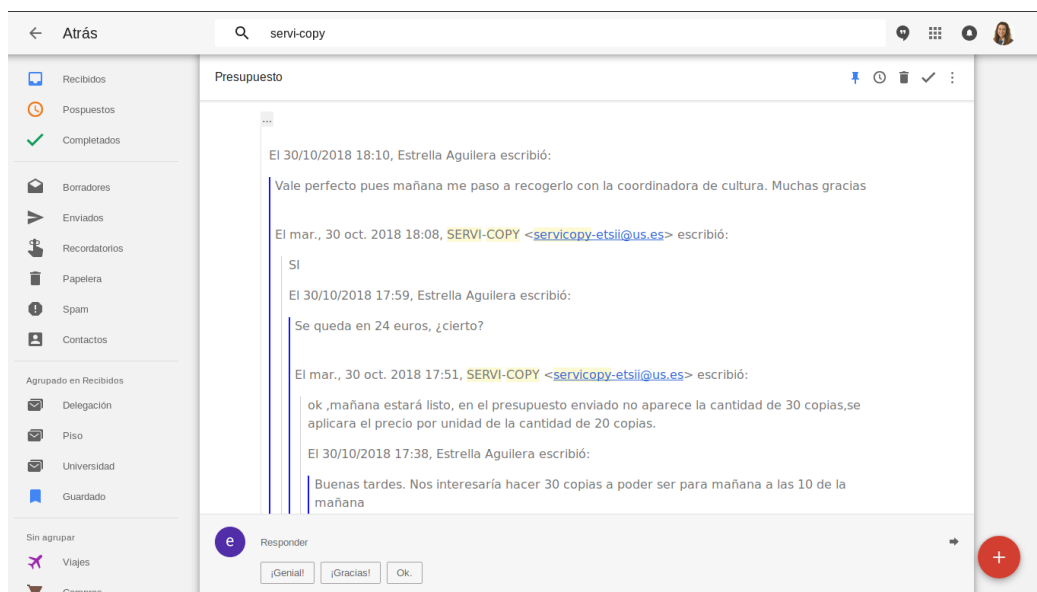 Atrás
servi-copy
Recibidos
Pospuestos
Completados
Borradores
Enviados
Recordatorios
Papelera
Spam
Contactos
Agrupado en Recibidos
Delegación
Piso
Universidad
Guardado
Sin agrupar
Viajes
Compras
Presupuesto
...
El 30/10/2018 18:10, Estrella Aguilera escribió:
Vale perfecto pues mañana me paso a recogerlo con la coordinadora de cultura. Muchas gracias
El mar., 30 oct. 2018 18:08, SERVI-COPY <servicopy-etsii@us.es> escribió:
SI
El 30/10/2018 17:59, Estrella Aguilera escribió:
Se queda en 24 euros, ¿cierto?
El mar., 30 oct. 2018 17:51, SERVI-COPY <servicopy-etsii@us.es> escribió:
ok ,mañana estará listo, en el presupuesto enviado no aparece la cantidad de 30 copias,se
aplicara el precio por unidad de la cantidad de 20 copias.
El 30/10/2018 17:38, Estrella Aguilera escribió:
Buenas tardes. Nos interesaría hacer 30 copias a poder ser para mañana a las 10 de la
mañana
e
Responder
¡Genial!
¡Gracias!
Ok.